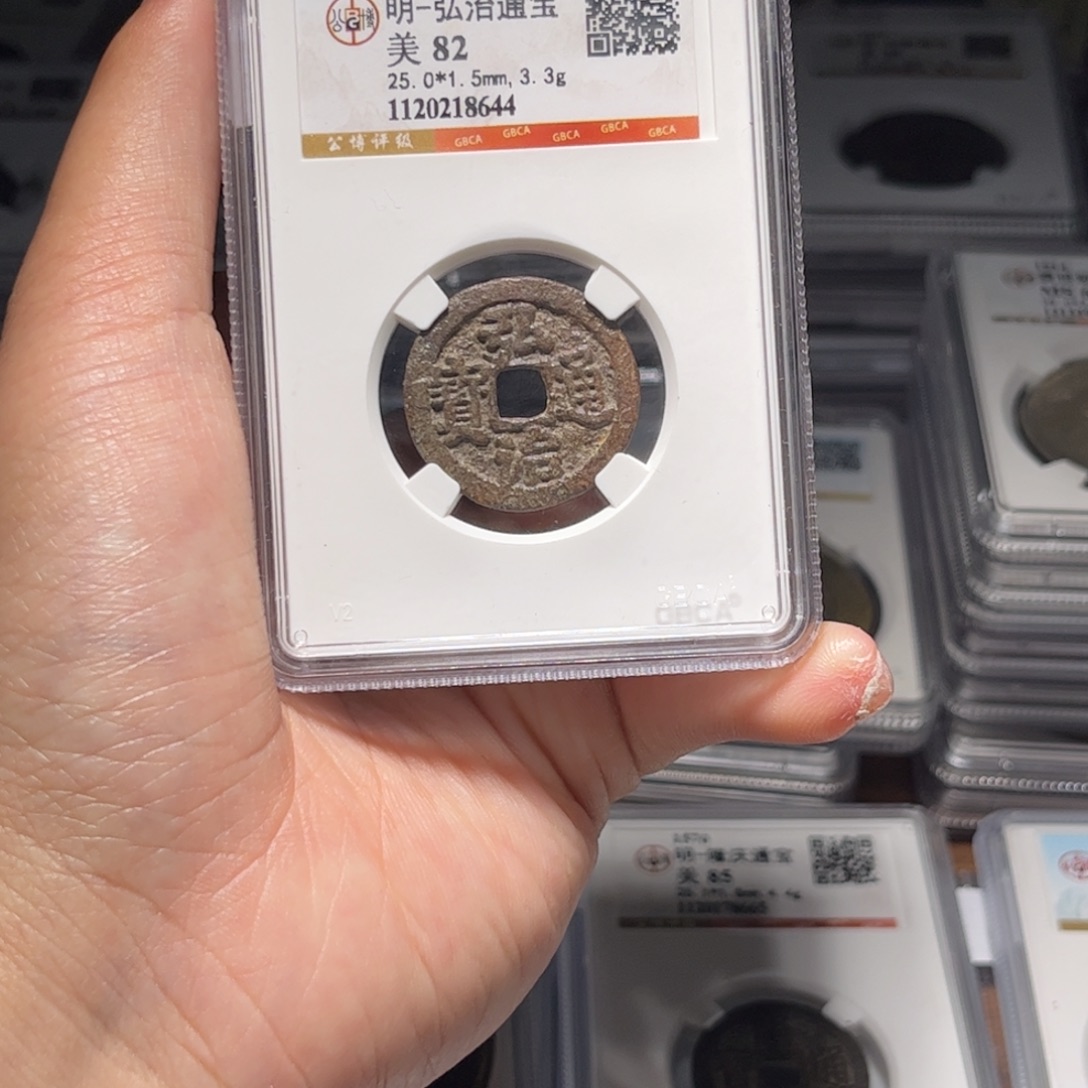 明-弘治通宝
美 82
25.0*1.5mm, 3.3g
1120218644
公博评级 GBCA GBCA GBCA GBCA GBCA
弘
寶 通
治
GBCA
V2
明-隆庆通宝
美 85